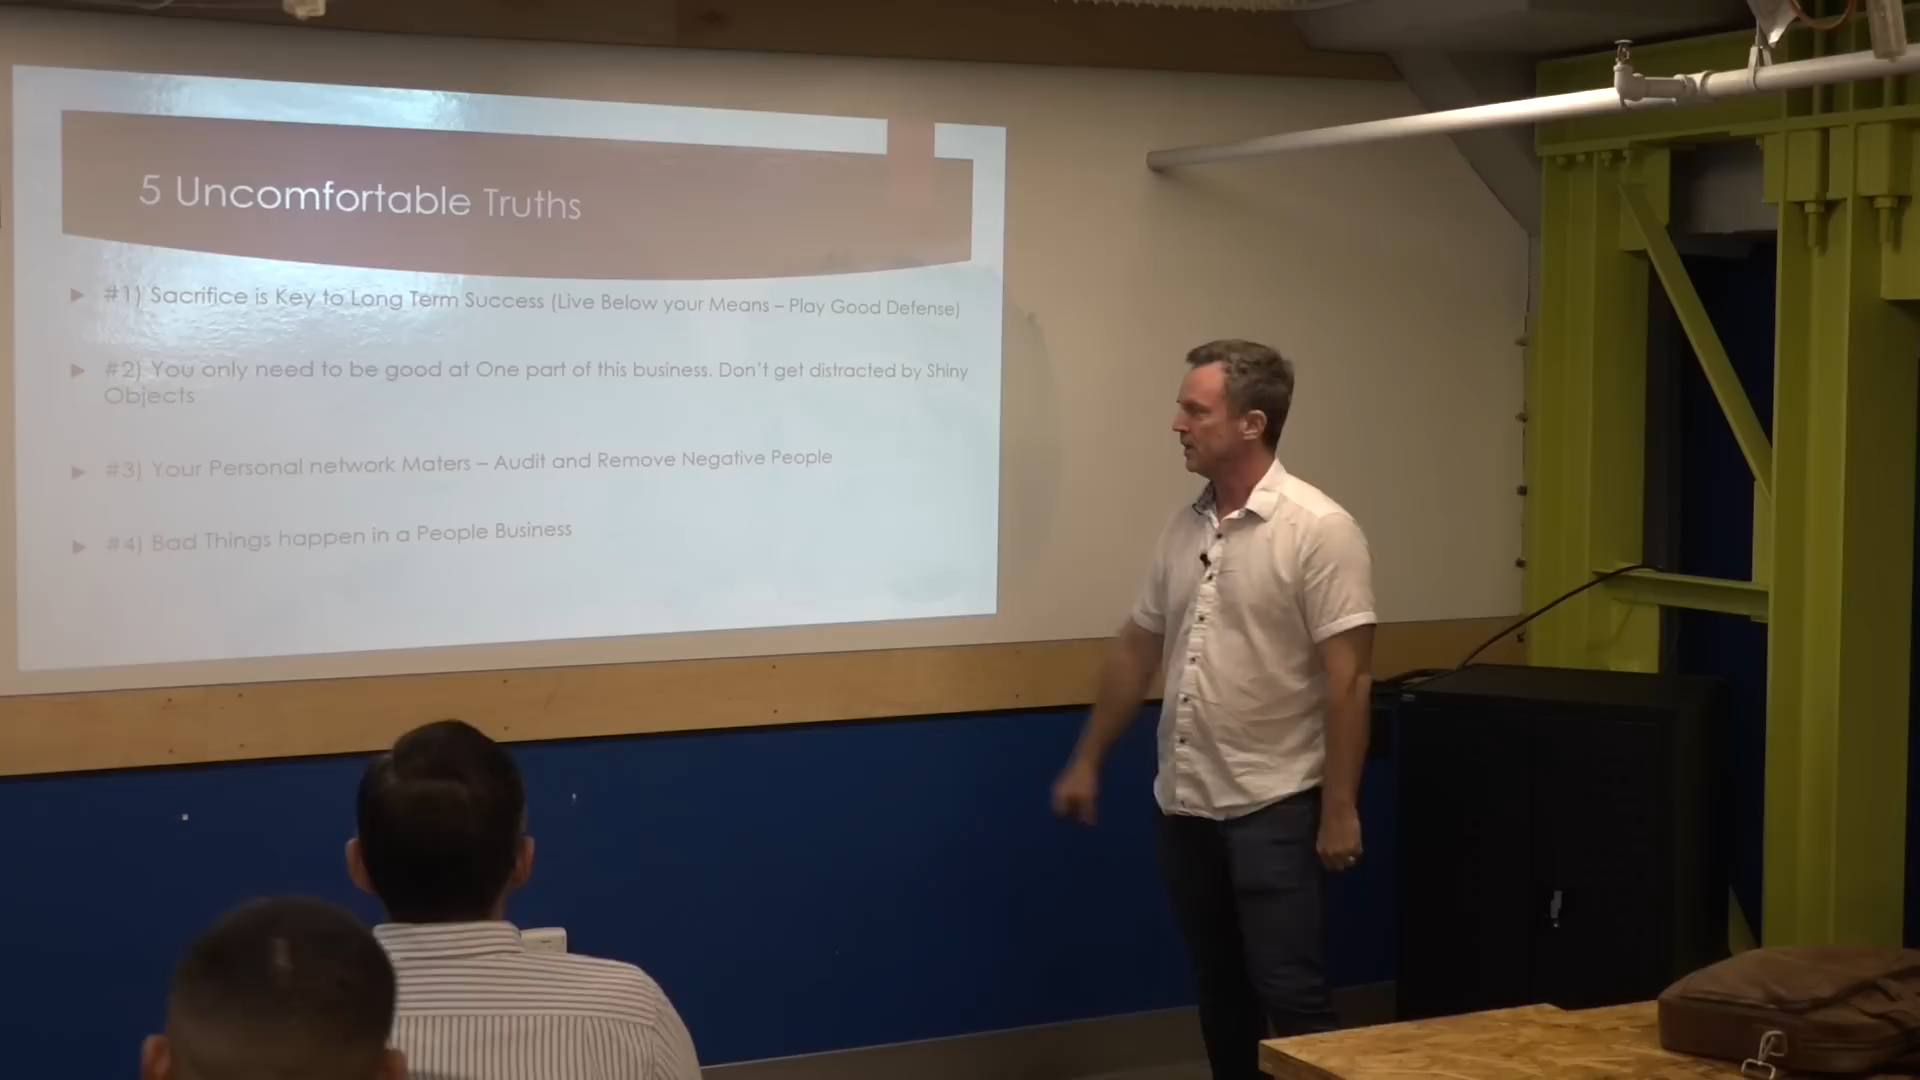 5 Uncomfortable Truths
#1) Sacrifice is Key to Long Term Success (Live Below your Means – Play Good Defense)
#2) You only need to be good at One part of this business. Don't get distracted by Shiny
Objects
#3) Your Personal network Maters – Audit and Remove Negative People
#4) Bad Things happen in a People Business